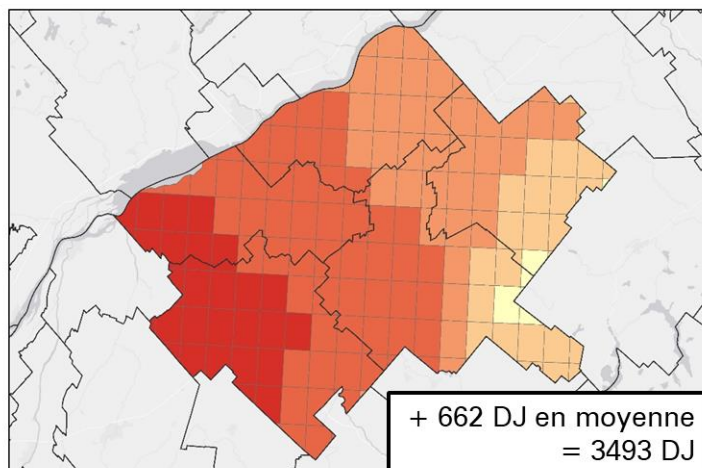 + 662 DJ en moyenne
= 3493 DJ